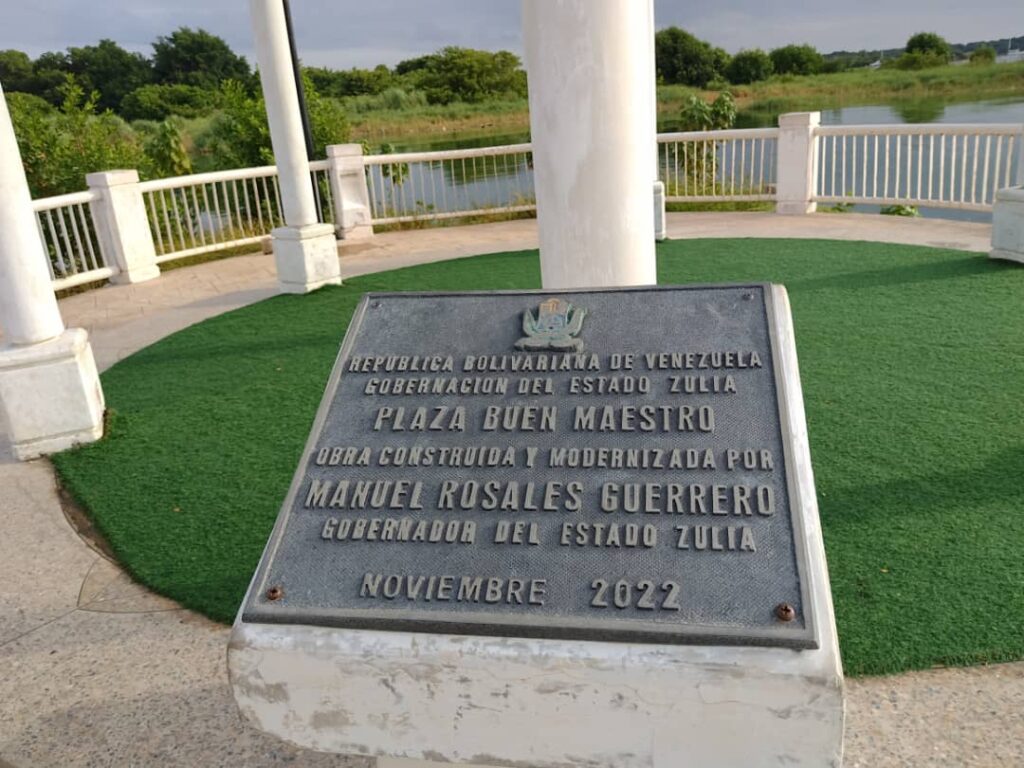 REPUBLICA BOLIVARIANA DE VENEZUELA
GOBERNACION DEL ESTADO ZULIA
PLAZA BUEN MAESTRO
OBRA CONSTRUIDA Y MODERNIZADA POR
MANUEL ROSALES GUERRERO
GOBERNADOR DEL ESTADO ZULIA
NOVIEMBRE 2022